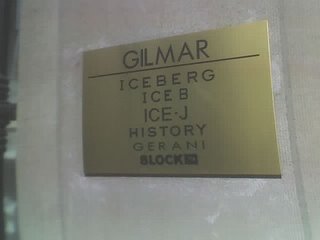 GILMAR
ICEBERG
ICE B
ICE-J
HISTORY
GERANI
BLOCK